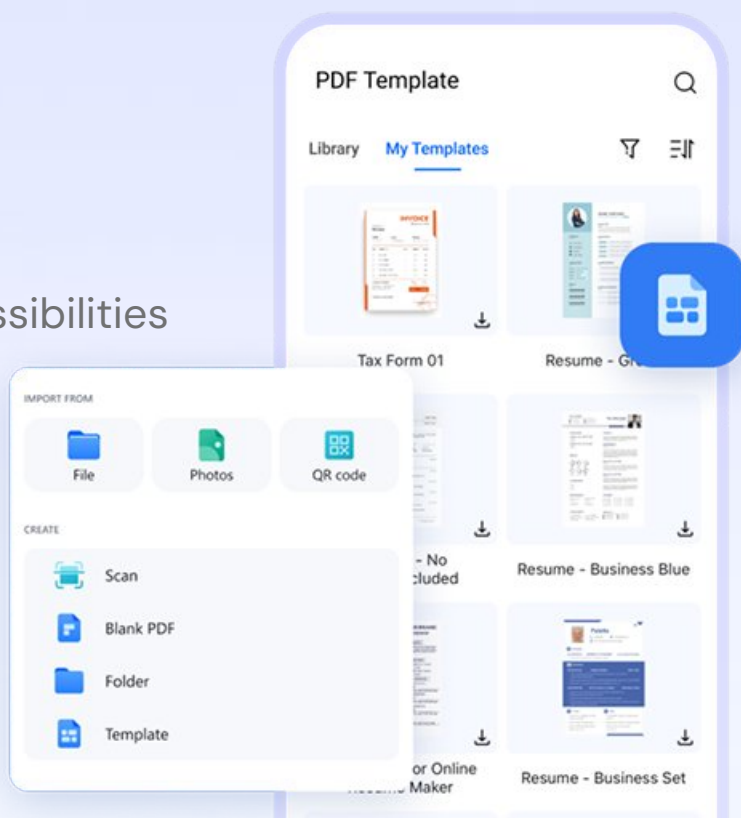 PDF Template
Library My Templates
ssibilities
INVOICE
Tax Form 01
Resume - Gr
IMPORT FROM
File
Photos
QR code
CREATE
Scan
Blank PDF
Folder
Template
- No
cluded
Resume - Business Blue
or Online
Maker
Resume - Business Set